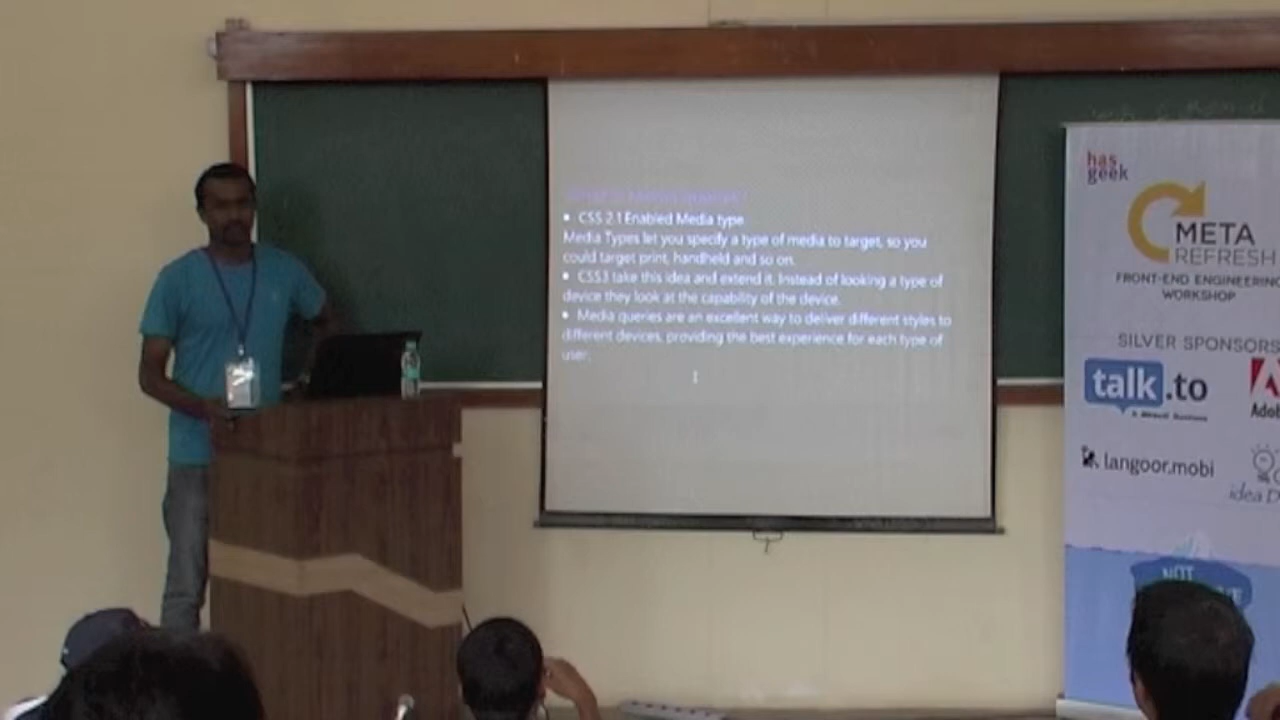 • CSS 2.1 Enabled Media type
Media Types let you specify a type of media to target, so you
could target print, handheld and so on.
• CSS3 take this idea and extend it. Instead of looking a type of
device they look at the capability of the device.
• Media queries are an excellent way to deliver different styles to
different devices, providing the best experience for each type of
user.
has
geek
META
REFRESH
FRONT-END ENGINEERING
WORKSHOP
SILVER SPONSORS
talk.to
Adob
langoor.mobi
idea D
NOT